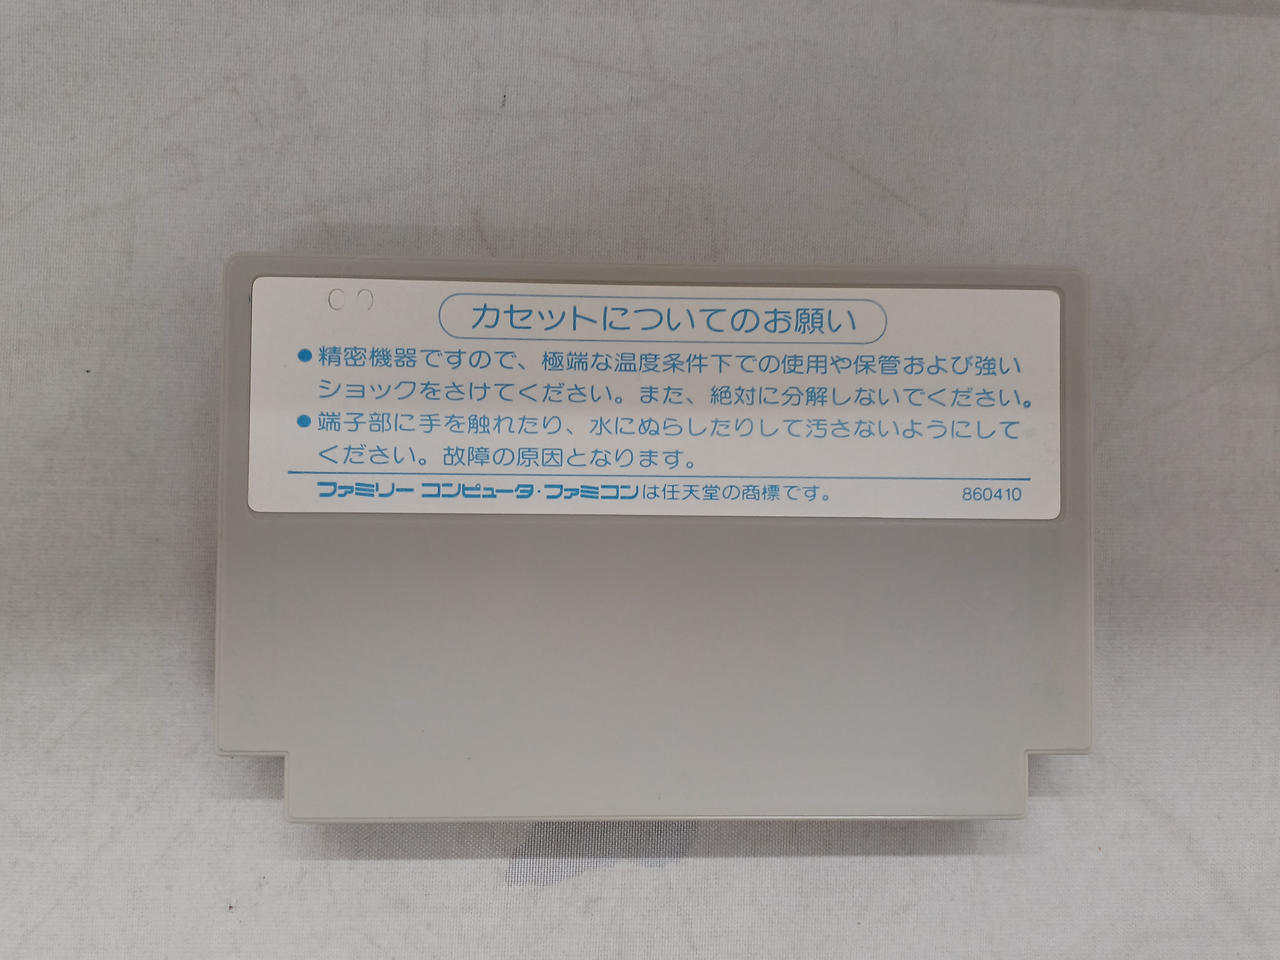 カセットについてのお願い
●精密機器ですので、極端な温度条件下での使用や保管および強い
ショックをさけてください。また、絶対に分解しないでください。
●端子部に手を触れたり、水にぬらしたりして汚さないようにして
ください。故障の原因となります。
ファミリーコンピュータ・ファミコンは任天堂の商標です。 860410